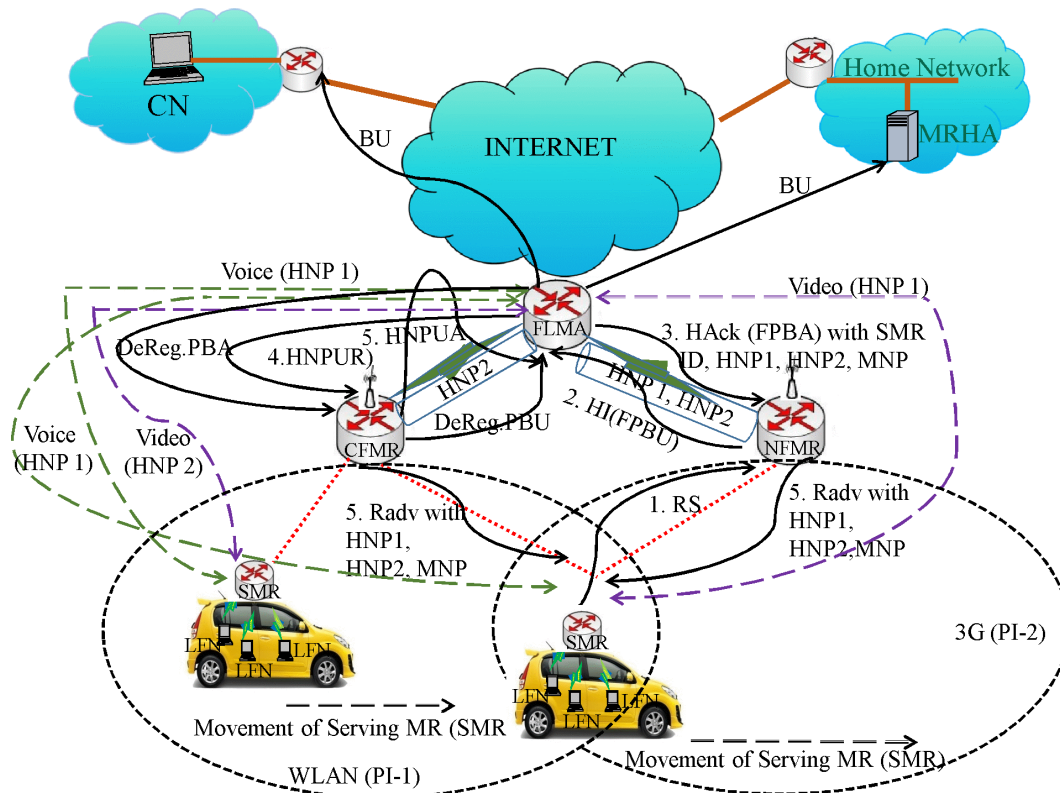 CN
Home Network
MRHA
INTERNET
BU
BU
Voice (HNP 1)
Video (HNP 1)
FLMA
5. HNPUA
DeReg.PBA
4.HNPUR)
3. HAck (FPBA) with SMR
ID, HNP1, HNP2, MNP
HNP2
HNP 1, HNP2
DeReg.PBU
2. HI(FPBU)
CFMR
NFMR
Voice
(HNP 1)
Video
(HNP 2)
5. Radv with
HNP1,
HNP2, MNP
1. RS
5. Radv with
HNP1,
HNP2,MNP
SMR
LFN
LFN
LFN
SMR
LFN
LFN
LFN
3G (PI-2)
Movement of Serving MR (SMR
Movement of Serving MR (SMR)
WLAN (PI-1)